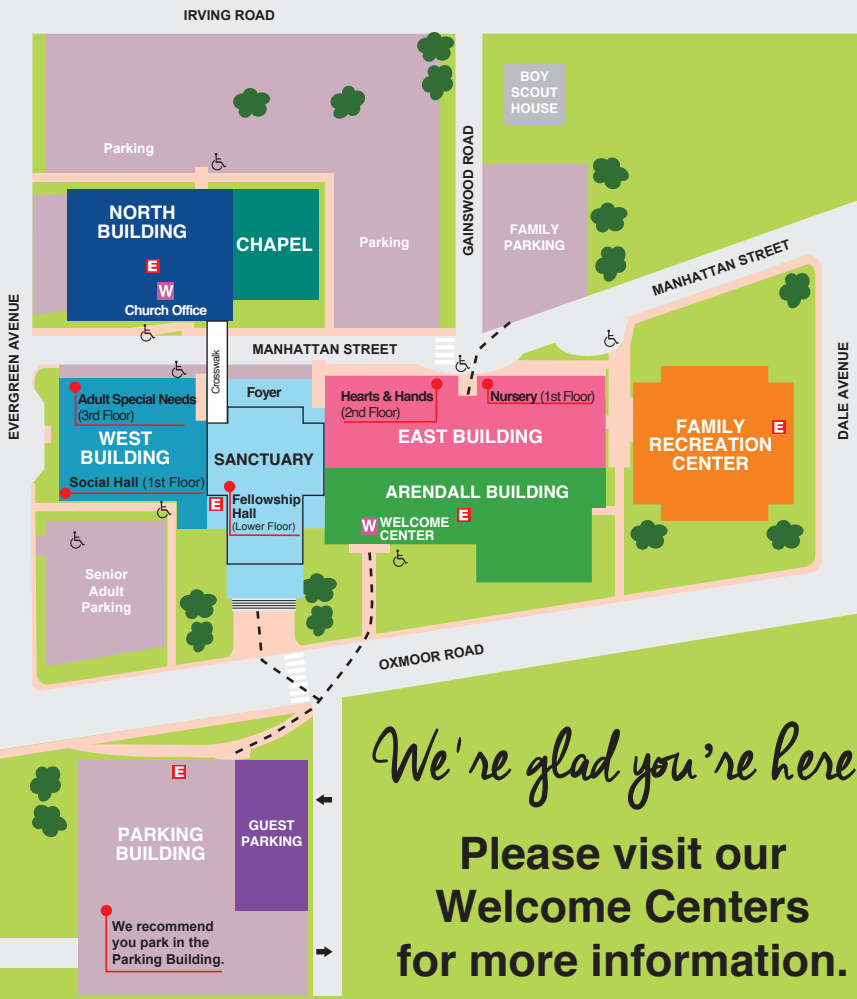 IRVING ROAD
BOY
SCOUT
HOUSE
Parking
GAINSWOOD ROAD
NORTH
BUILDING
CHAPEL
Parking
FAMILY
PARKING
E
W
Church Office
MANHATTAN STREET
EVERGREEN AVENUE
Crosswalk
MANHATTAN STREET
DALE AVENUE
Adult Special Needs
(3rd Floor)
Foyer
Hearts & Hands
(2nd Floor)
Nursery (1st Floor)
WEST
BUILDING
SANCTUARY
EAST BUILDING
FAMILY
RECREATION
CENTER
E
Social Hall (1st Floor)
E
Fellowship
Hall
(Lower Floor)
ARENDALL BUILDING
W WELCOME
CENTER
E
Senior
Adult
Parking
OXMOOR ROAD
We're glad you're here
E
PARKING
BUILDING
GUEST
PARKING
Please visit our
Welcome Centers
for more information.
We recommend
you park in the
Parking Building.